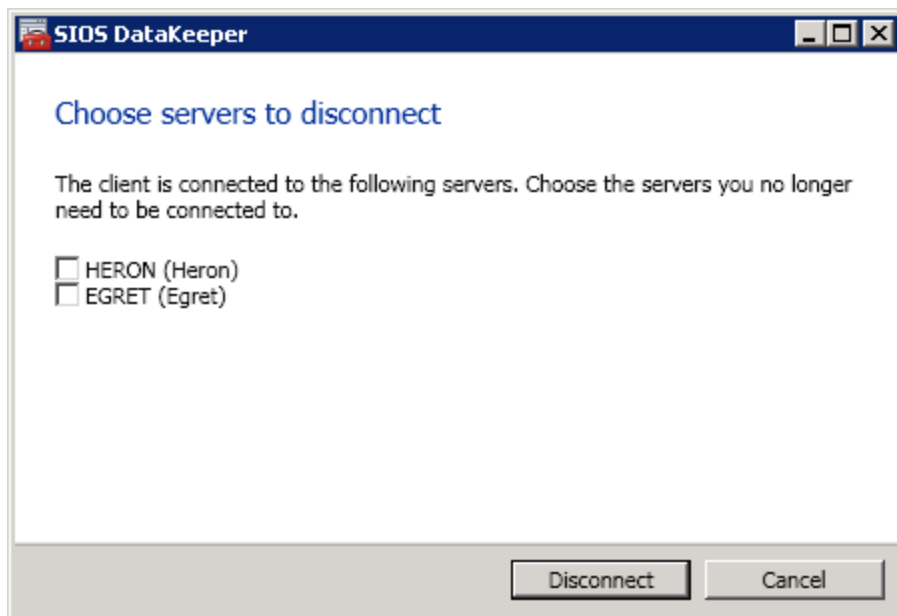 SIOS DataKeeper
Choose servers to disconnect
The client is connected to the following servers. Choose the servers you no longer
need to be connected to.
HERON (Heron)
EGRET (Egret)
Disconnect
Cancel